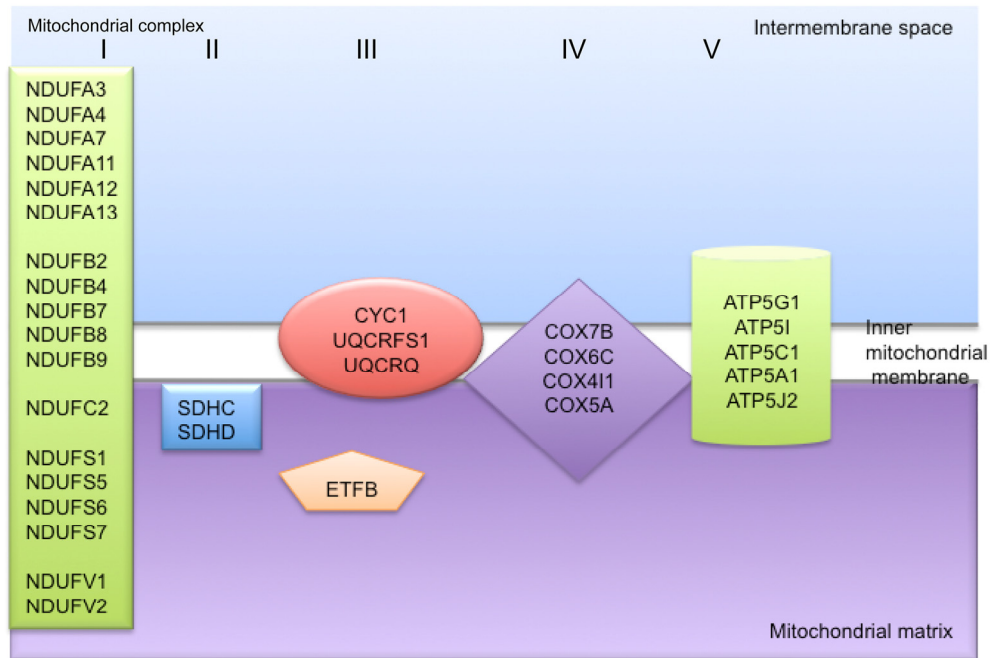 Mitochondrial complex
Intermembrane space
I II III IV V
NDUFA3
NDUFA4
NDUFA7
NDUFA11
NDUFA12
NDUFA13
NDUFB2
NDUFB4
NDUFB7
NDUFB8
NDUFB9
NDUFC2
NDUFS1
NDUFS5
NDUFS6
NDUFS7
NDUFV1
NDUFV2
SDHC
SDHD
CYC1
UQCRFS1
UQCRQ
ETFB
COX7B
COX6C
COX4I1
COX5A
ATP5G1
ATP5I
ATP5C1
ATP5A1
ATP5J2
Inner
mitochondrial
membrane
Mitochondrial matrix